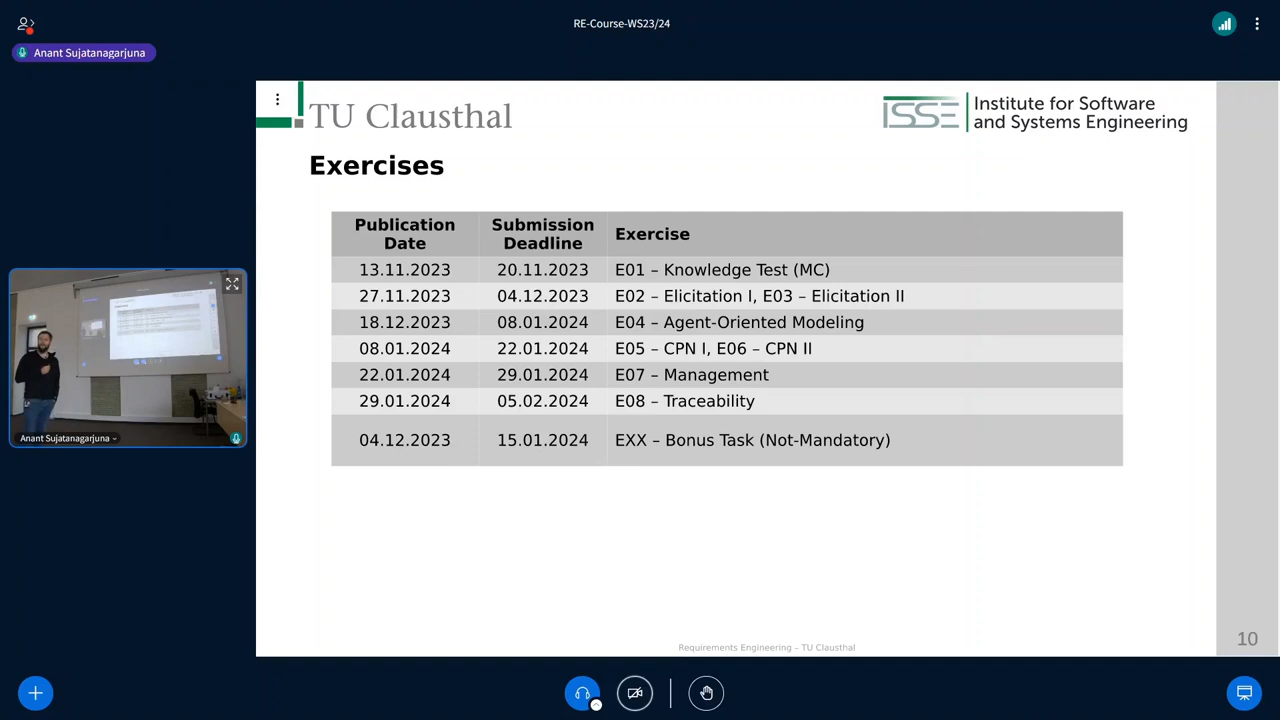 RE-Course-WS23/24
Anant Sujatanagarjuna
TU Clausthal
ISSE
Institute for Software
and Systems Engineering
Exercises
Publication Date Submission Deadline Exercise
13.11.2023 20.11.2023 E01 – Knowledge Test (MC)
27.11.2023 04.12.2023 E02 – Elicitation I, E03 – Elicitation II
18.12.2023 08.01.2024 E04 – Agent-Oriented Modeling
08.01.2024 22.01.2024 E05 – CPN I, E06 – CPN II
22.01.2024 29.01.2024 E07 – Management
29.01.2024 05.02.2024 E08 – Traceability
04.12.2023 15.01.2024 EXX – Bonus Task (Not-Mandatory)
Anant Sujatanagarjuna
Requirements Engineering – TU Clausthal
10